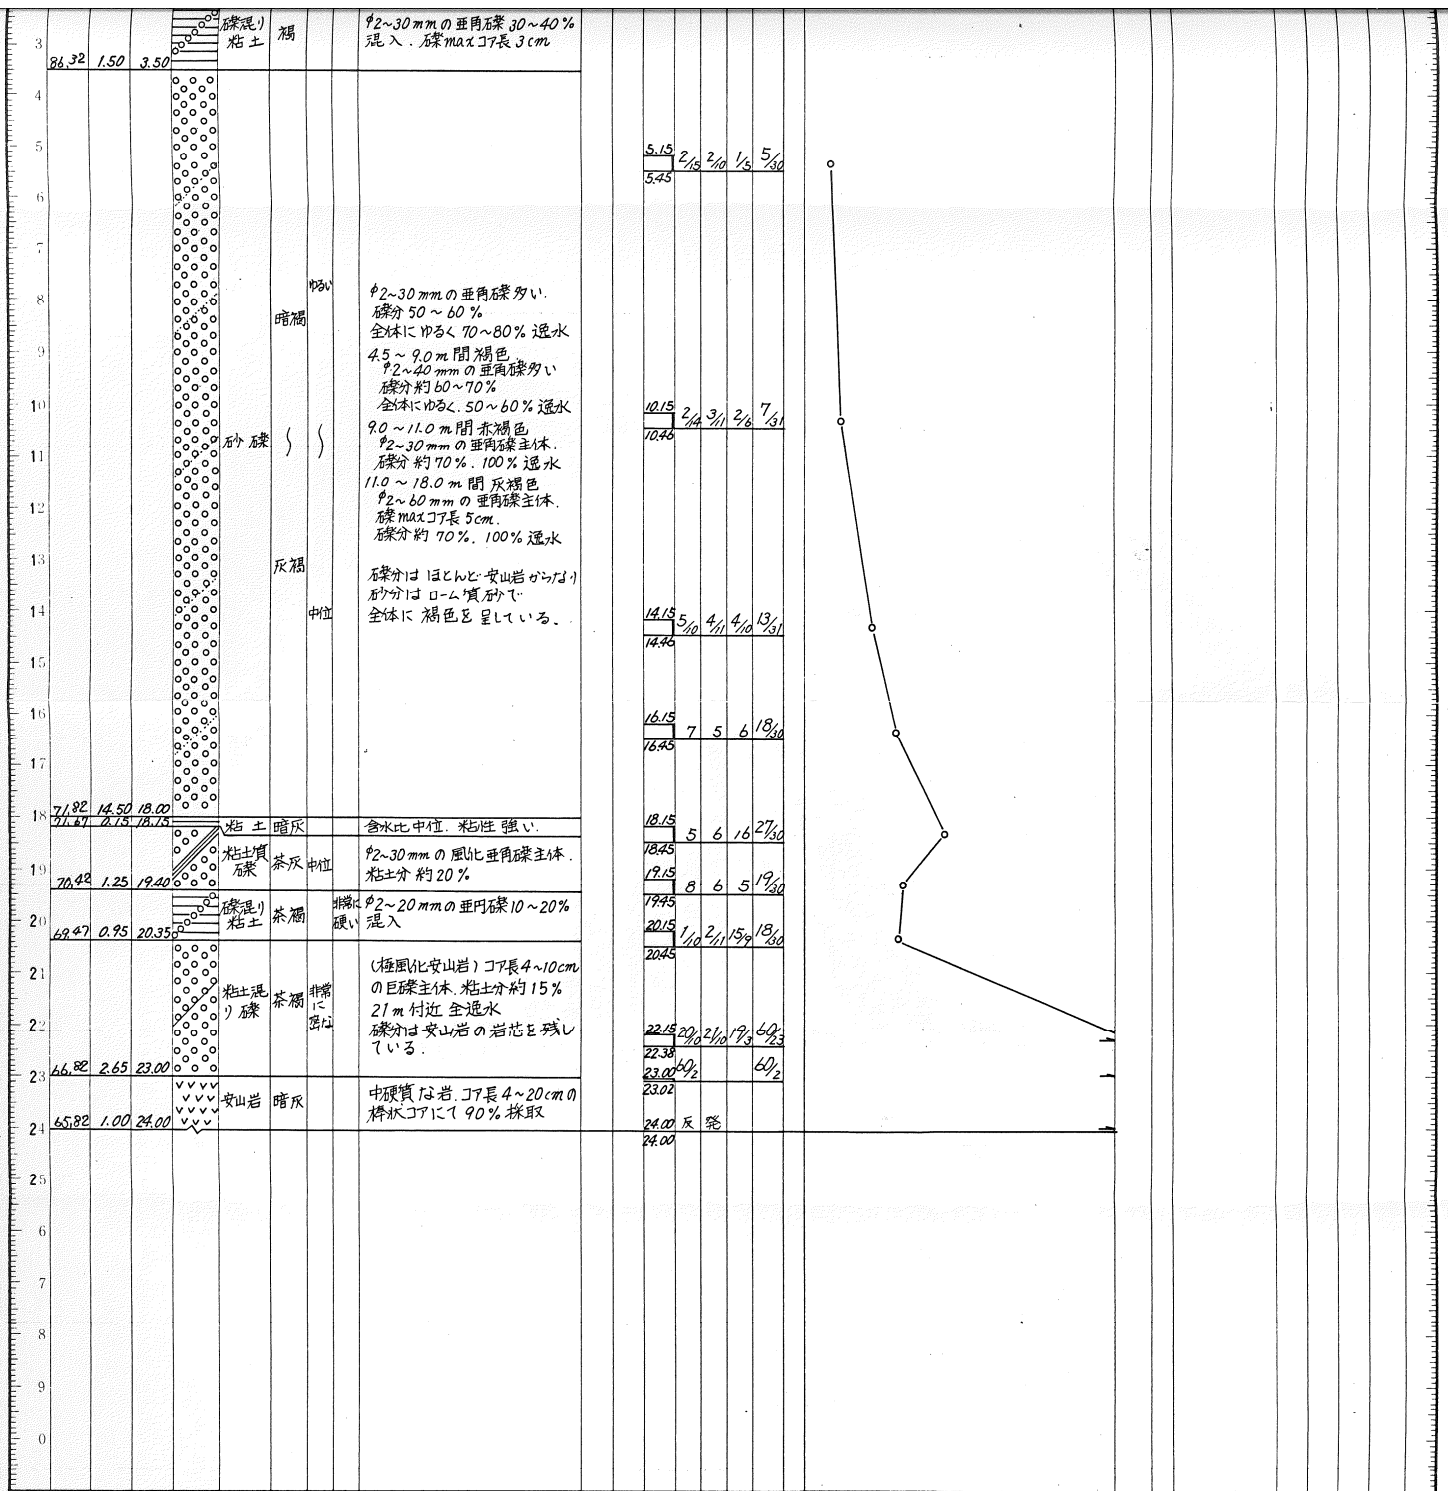 3
86.32 1.50 3.50
礫混り
粘土
褐
φ2~30mmの亜角礫30~40%
混入.礫maxコア長3cm
4
5
6
7
8
9
10
11
12
13
14
15
16
17
18
71.82 14.50 18.00
砂礫
暗褐
灰褐
ゆるい
中位
φ2~30mmの亜角礫多い.
礫分50~60%
全体にゆるく70~80%逸水
4.5~9.0m間褐色
φ2~40mmの亜角礫多い
礫分約60~70%
全体にゆるく.50~60%逸水
9.0~11.0m間赤褐色
φ2~30mmの亜角礫主体.
礫分約70%.100%逸水
11.0~18.0m間灰褐色
φ2~60mmの亜角礫主体.
礫maxコア長5cm.
礫分約70%.100%逸水
礫分はほとんど安山岩からなり
砂分はローム質砂で
全体に褐色を呈している.
71.67 0.15 18.15
粘土
暗灰
含水比中位.粘性強い.
19
70.42 1.25 19.40
粘土質
礫
茶灰
中位
φ2~30mmの風化亜角礫主体.
粘土分約20%
20
69.47 0.95 20.35
礫混り
粘土
茶褐
非常に
硬い
φ2~20mmの亜円礫10~20%
混入
21
22
23
66.82 2.65 23.00
粘土混
り礫
茶褐
非常
に
密な
(極風化安山岩)コア長4~10cm
の巨礫主体.粘土分約15%
21m付近全逸水
礫分は安山岩の岩芯を残し
ている.
24
65.82 1.00 24.00
安山岩
暗灰
中硬質な岩.コア長4~20cmの
棒状コアにて90%採取
25
6
7
8
9
0
5.15 2/15 2/10 1/5 5/30
5.45
10.15 2/14 3/11 2/6 7/31
10.46
14.15 5/10 4/11 4/10 13/31
14.46
16.15 7 5 6 18/30
16.45
18.15 5 6 16 27/30
18.45
19.15 8 6 5 19/30
19.45
20.15 1/10 2/11 15/9 18/30
20.45
22.15 20/10 21/10 19/3 60/23
22.38
23.00 60/2 60/2
23.02
24.00 反発
24.00